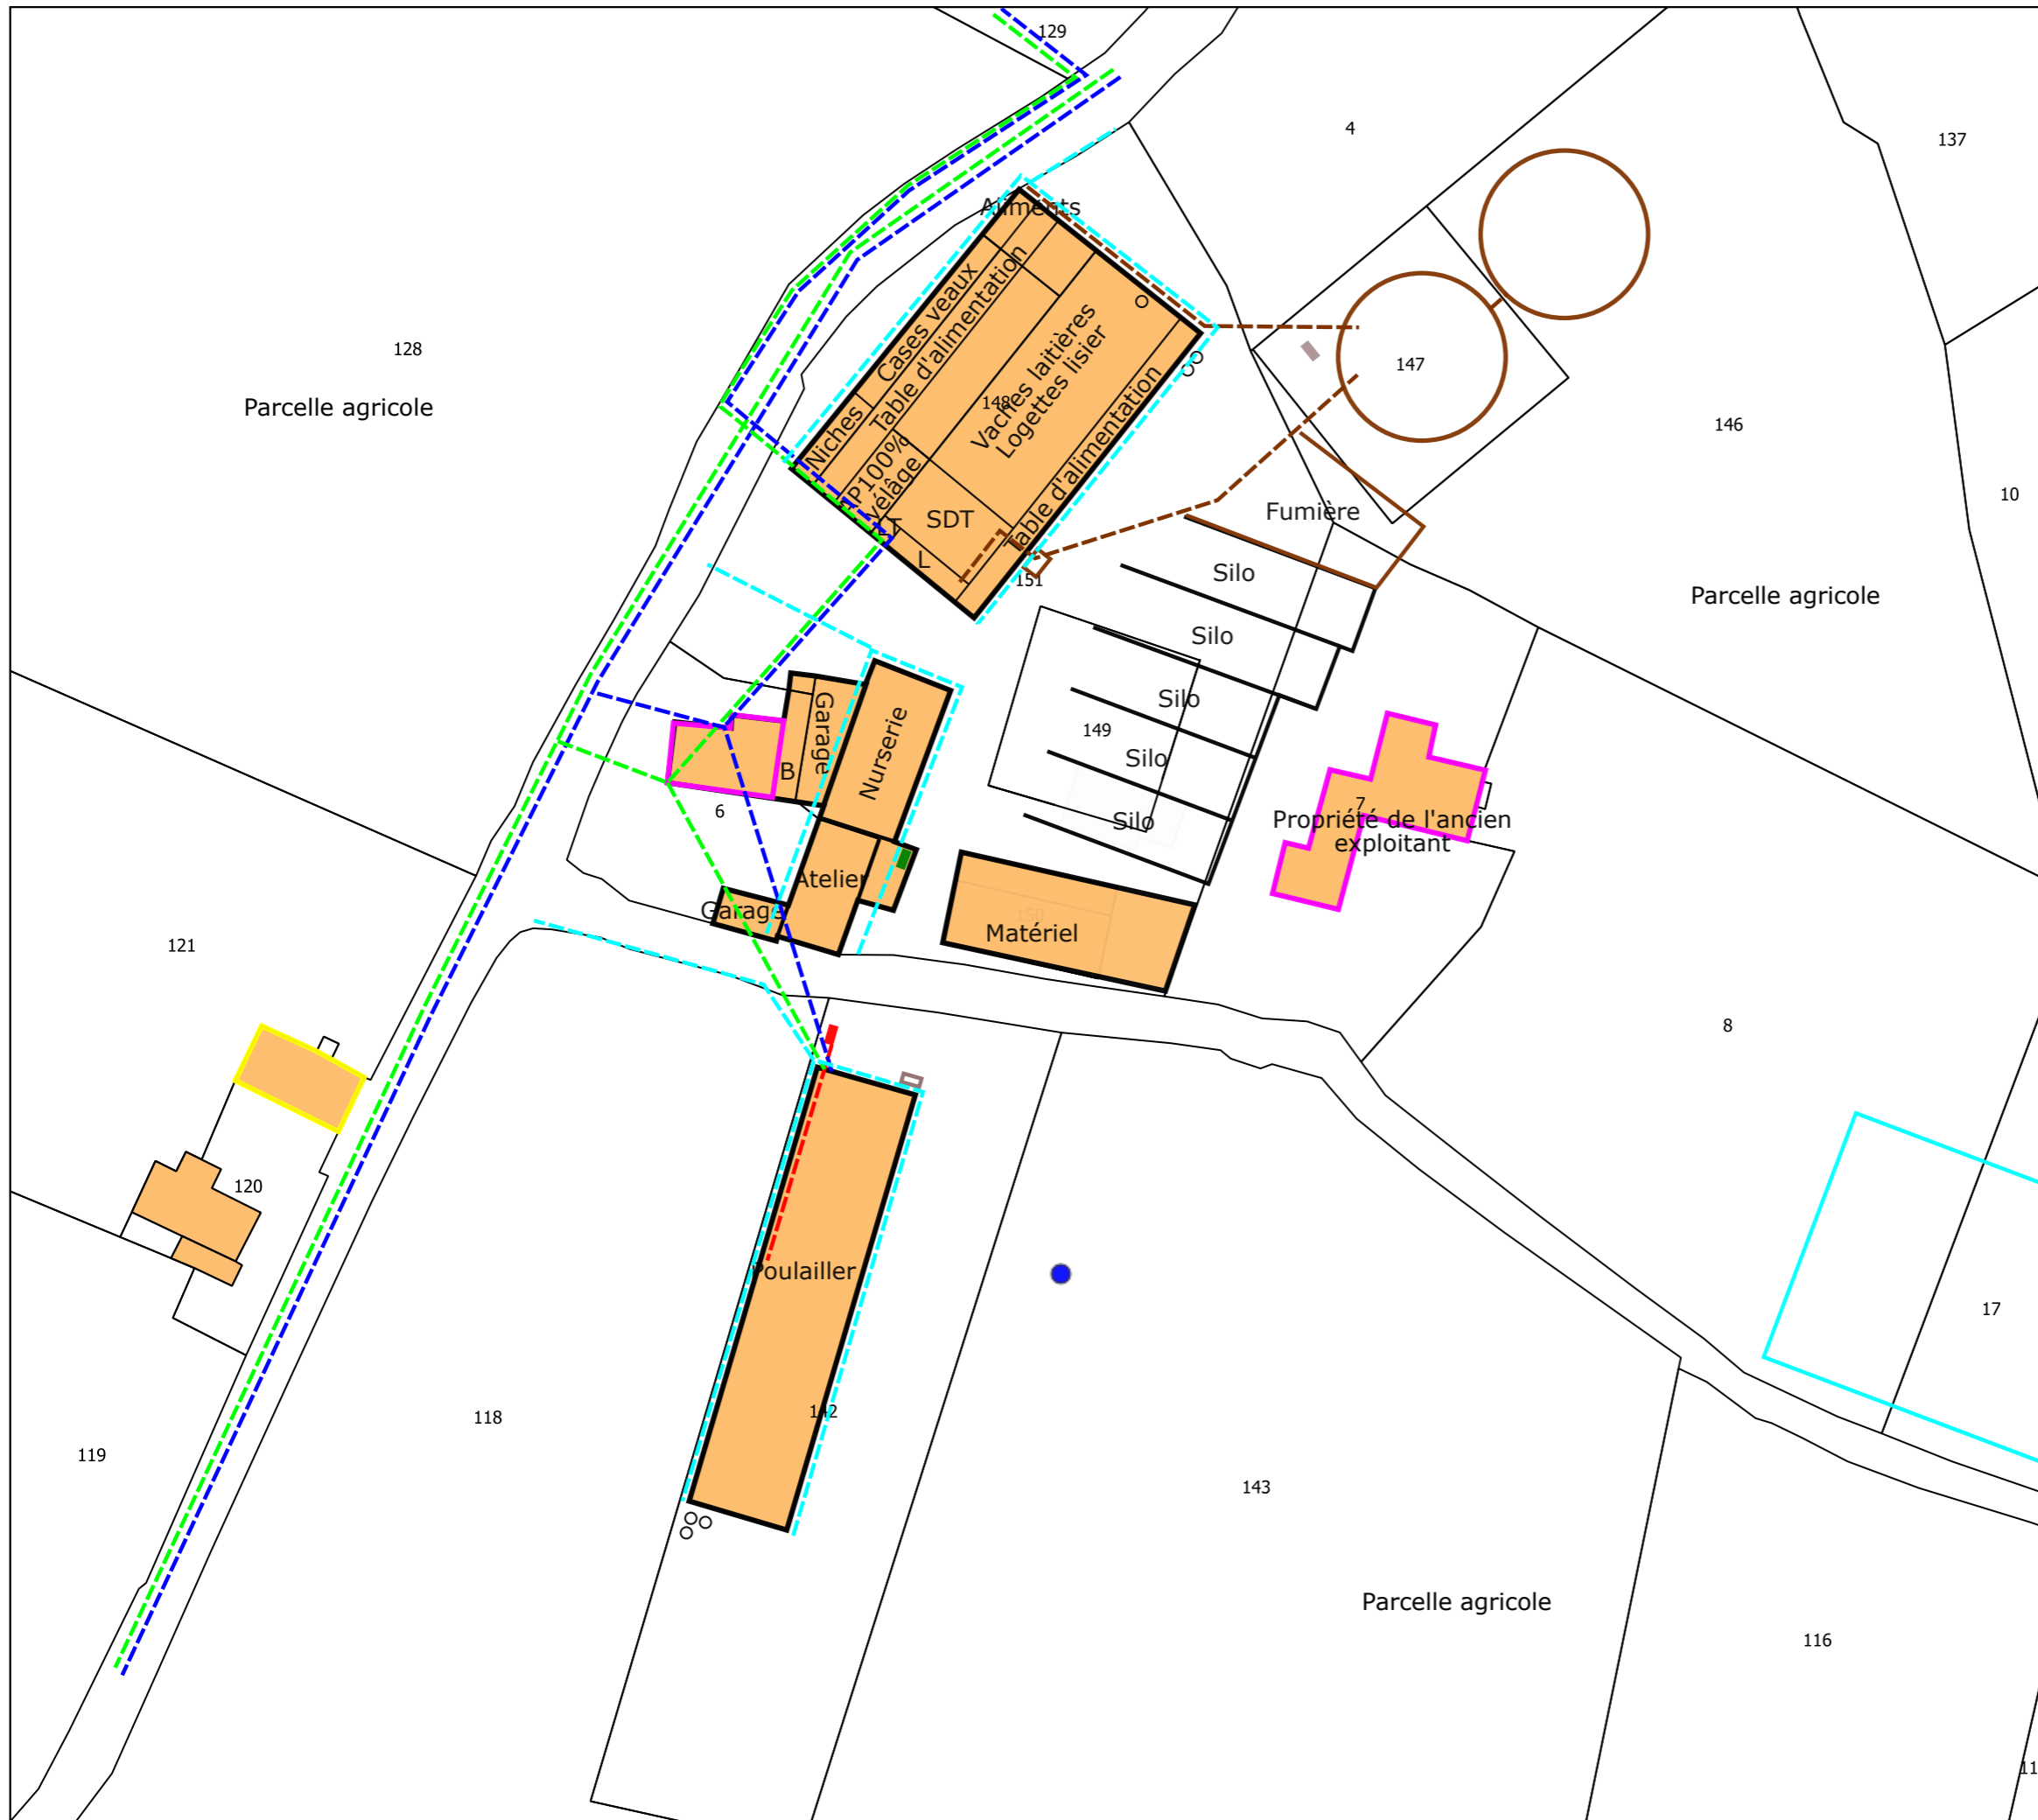 129
4
137
Aliments
128
Parcelle agricole
Cases veaux
Table d'alimentation
Niches
Vaches laitières
Logettes lisier
148
147
146
10
P100%
vélâge
SDT
Table d'alimentation
L
151
Fumière
Silo
Parcelle agricole
Silo
Silo
149
Silo
Silo
Garage
Nurserie
B
6
7
Propriété de l'ancien
exploitant
Atelier
Garage
150
Matériel
121
8
120
Poulailler
17
118
142
119
143
Parcelle agricole
116
11